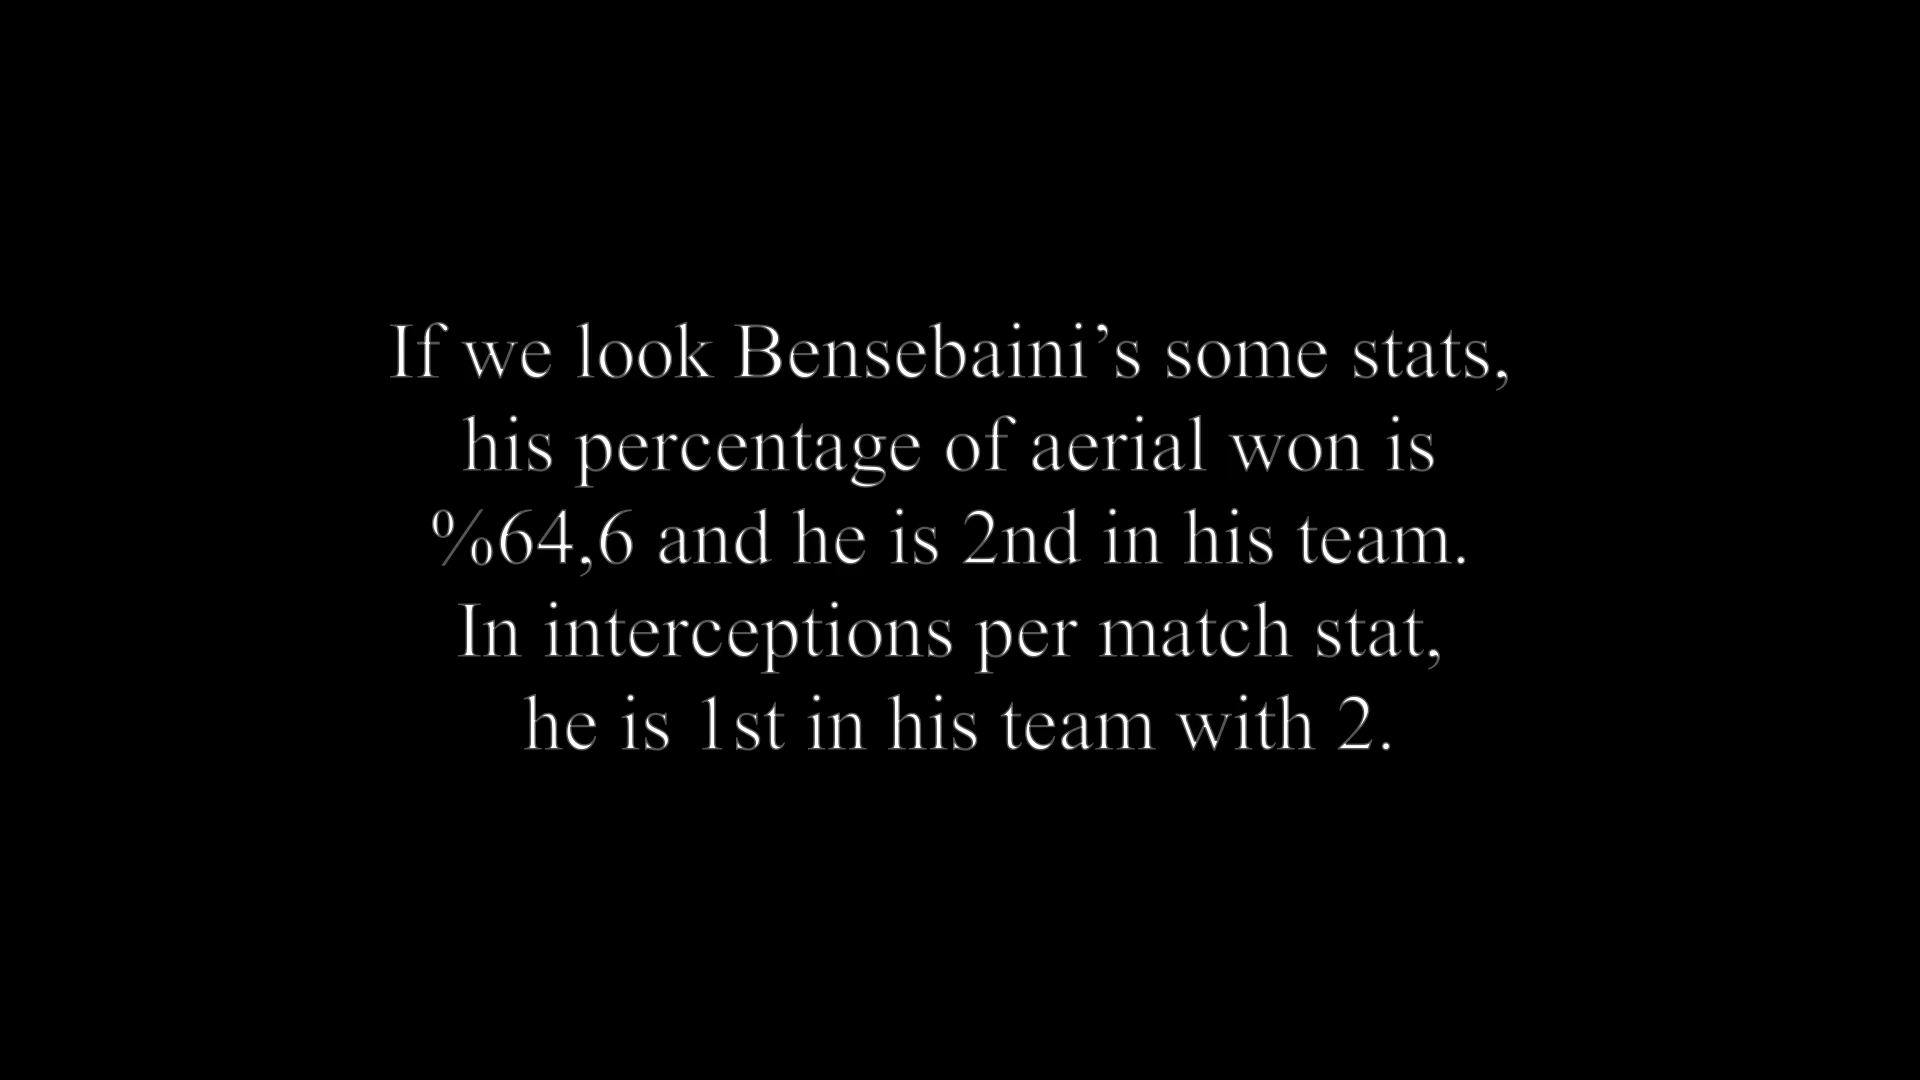 If we look Bensebaini’s some stats,
his percentage of aerial won is
%64,6 and he is 2nd in his team.
In interceptions per match stat,
he is 1st in his team with 2.